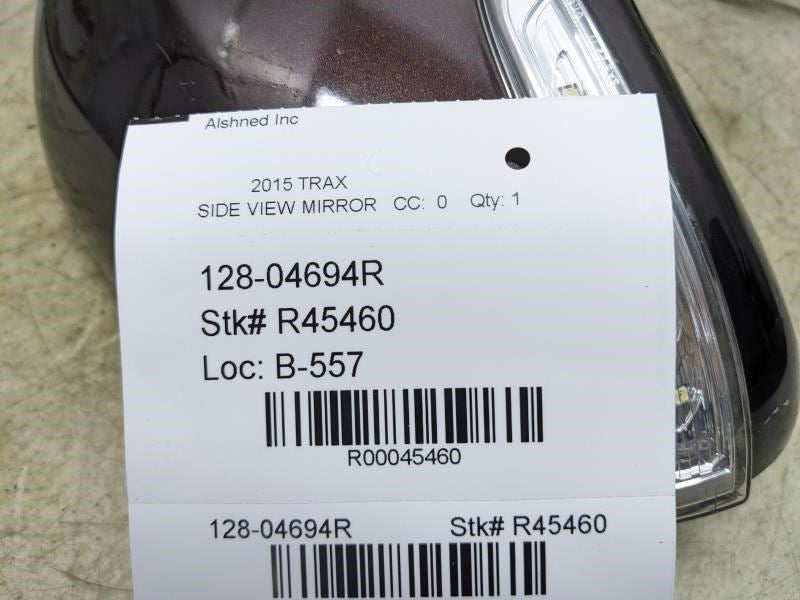 Alshned Inc
2015 TRAX
SIDE VIEW MIRROR CC: 0 Qty: 1
128-04694R
Stk# R45460
Loc: B-557
R00045460
128-04694R Stk# R45460